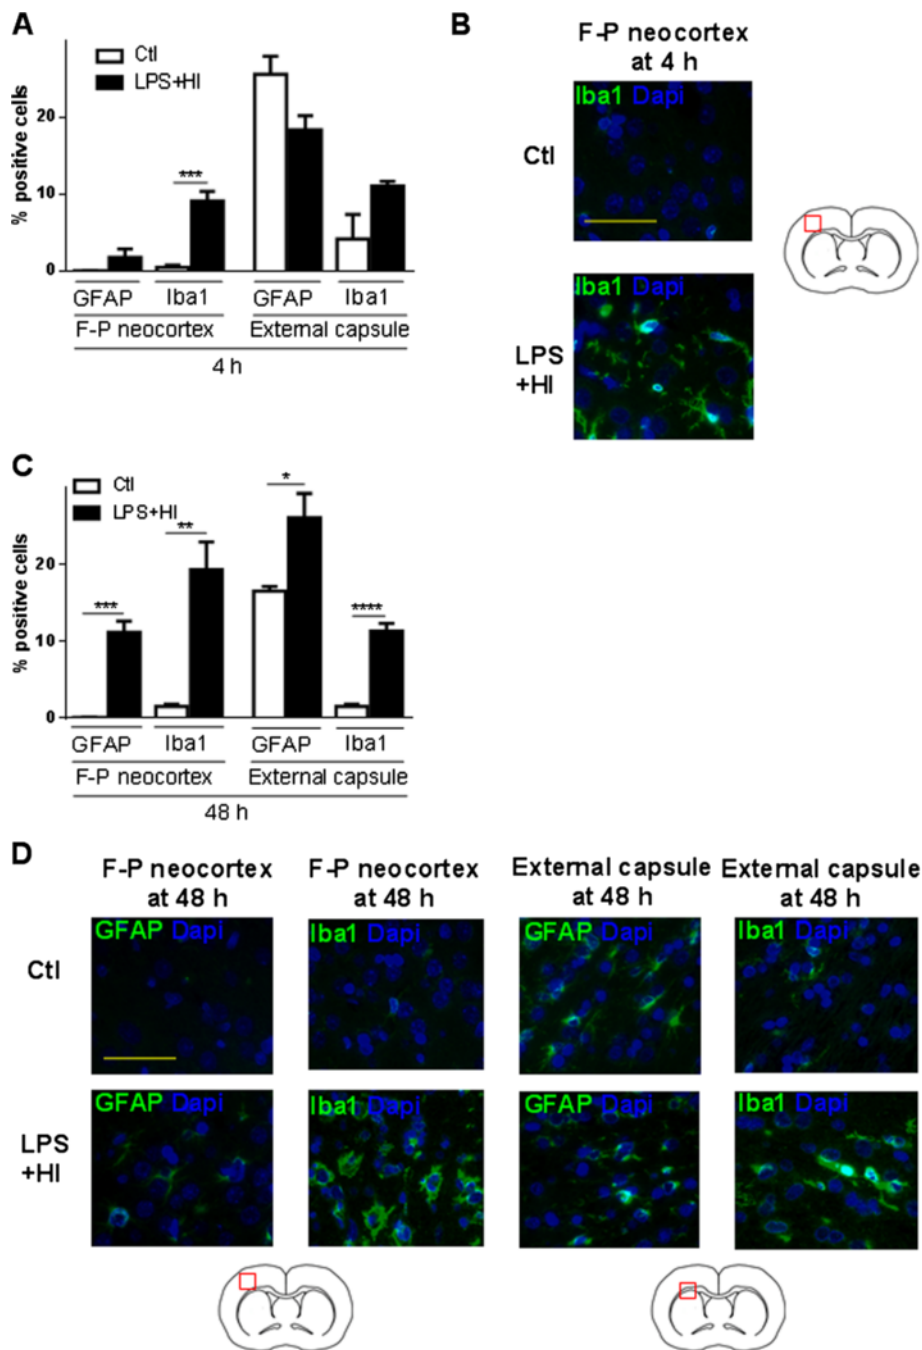 A
Ctl
LPS+HI
% positive cells
20
10
0
***
GFAP Iba1 GFAP Iba1
F-P neocortex External capsule
4 h
B
F-P neocortex
at 4 h
Ctl
Iba1 Dapi
LPS
+HI
Iba1 Dapi
C
Ctl
LPS+HI
% positive cells
20
10
0
*** ** * ****
GFAP Iba1 GFAP Iba1
F-P neocortex External capsule
48 h
D
F-P neocortex F-P neocortex External capsule External capsule
at 48 h at 48 h at 48 h at 48 h
Ctl
GFAP Dapi Iba1 Dapi GFAP Dapi Iba1 Dapi
LPS
+HI
GFAP Dapi Iba1 Dapi GFAP Dapi Iba1 Dapi